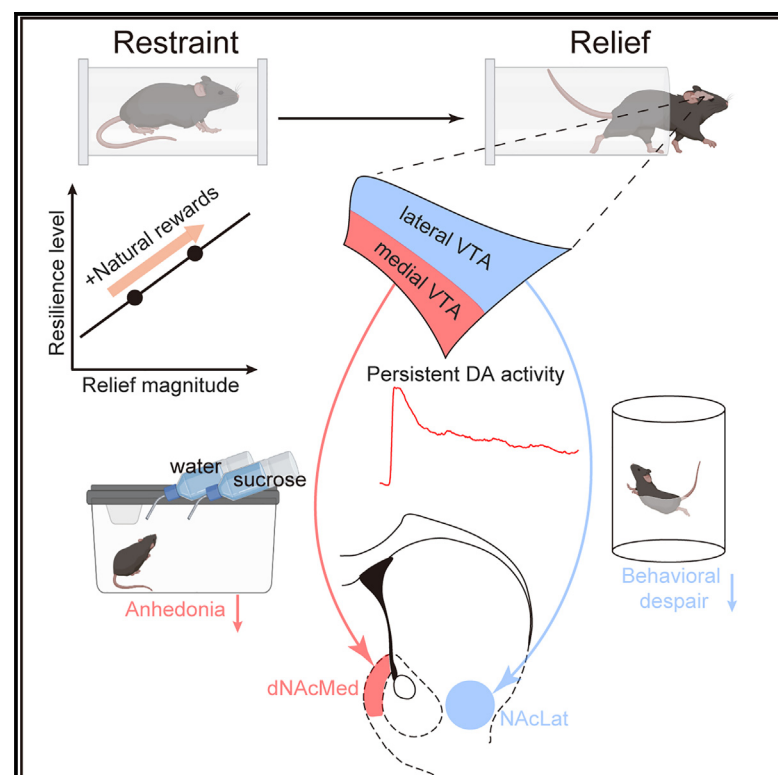 Restraint
Relief
Resilience level
+Natural rewards
Relief magnitude
lateral VTA
medial VTA
Persistent DA activity
water
sucrose
Anhedonia
Behavioral
despair
dNAcMed
NAcLat